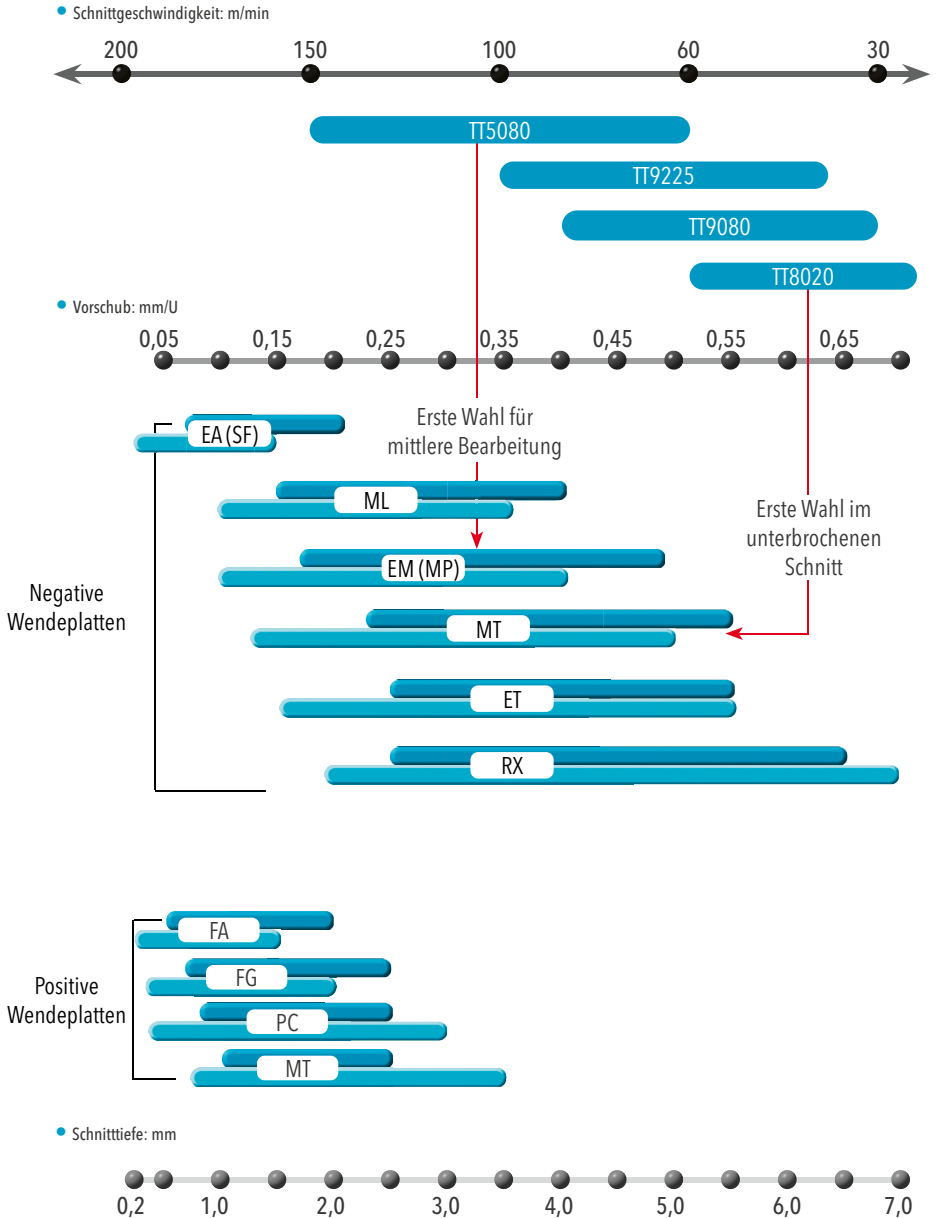 Schnittgeschwindigkeit: m/min
200 150 100 60 30
TT5080
TT9225
TT9080
TT8020
Vorschub: mm/U
0,05 0,15 0,25 0,35 0,45 0,55 0,65
Erste Wahl für
mittlere Bearbeitung
EA (SF)
ML
Erste Wahl im
unterbrochenen
Schnitt
EM (MP)
Negative
Wendeplatten
MT
ET
RX
FA
FG
Positive
Wendeplatten
PC
MT
Schnitttiefe: mm
0,2 1,0 2,0 3,0 4,0 5,0 6,0 7,0